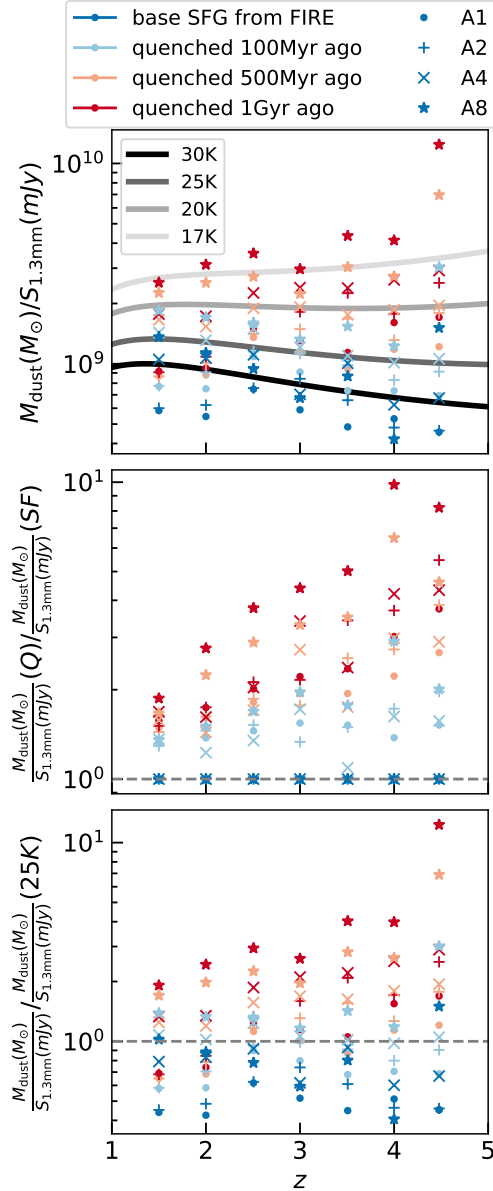 base SFG from FIRE
quenched 100Myr ago
quenched 500Myr ago
quenched 1Gyr ago
A1
A2
A4
A8
30K
25K
20K
17K
10^10
10^9
M_dust(M_⊙)/S_1.3mm(mJy)
10^1
10^0
M_dust(M_⊙)/S_1.3mm(mJy) (Q)/ M_dust(M_⊙)/S_1.3mm(mJy) (SF)
10^1
10^0
M_dust(M_⊙)/S_1.3mm(mJy) / M_dust(M_⊙)/S_1.3mm(mJy) (25K)
1 2 3 4 5
z